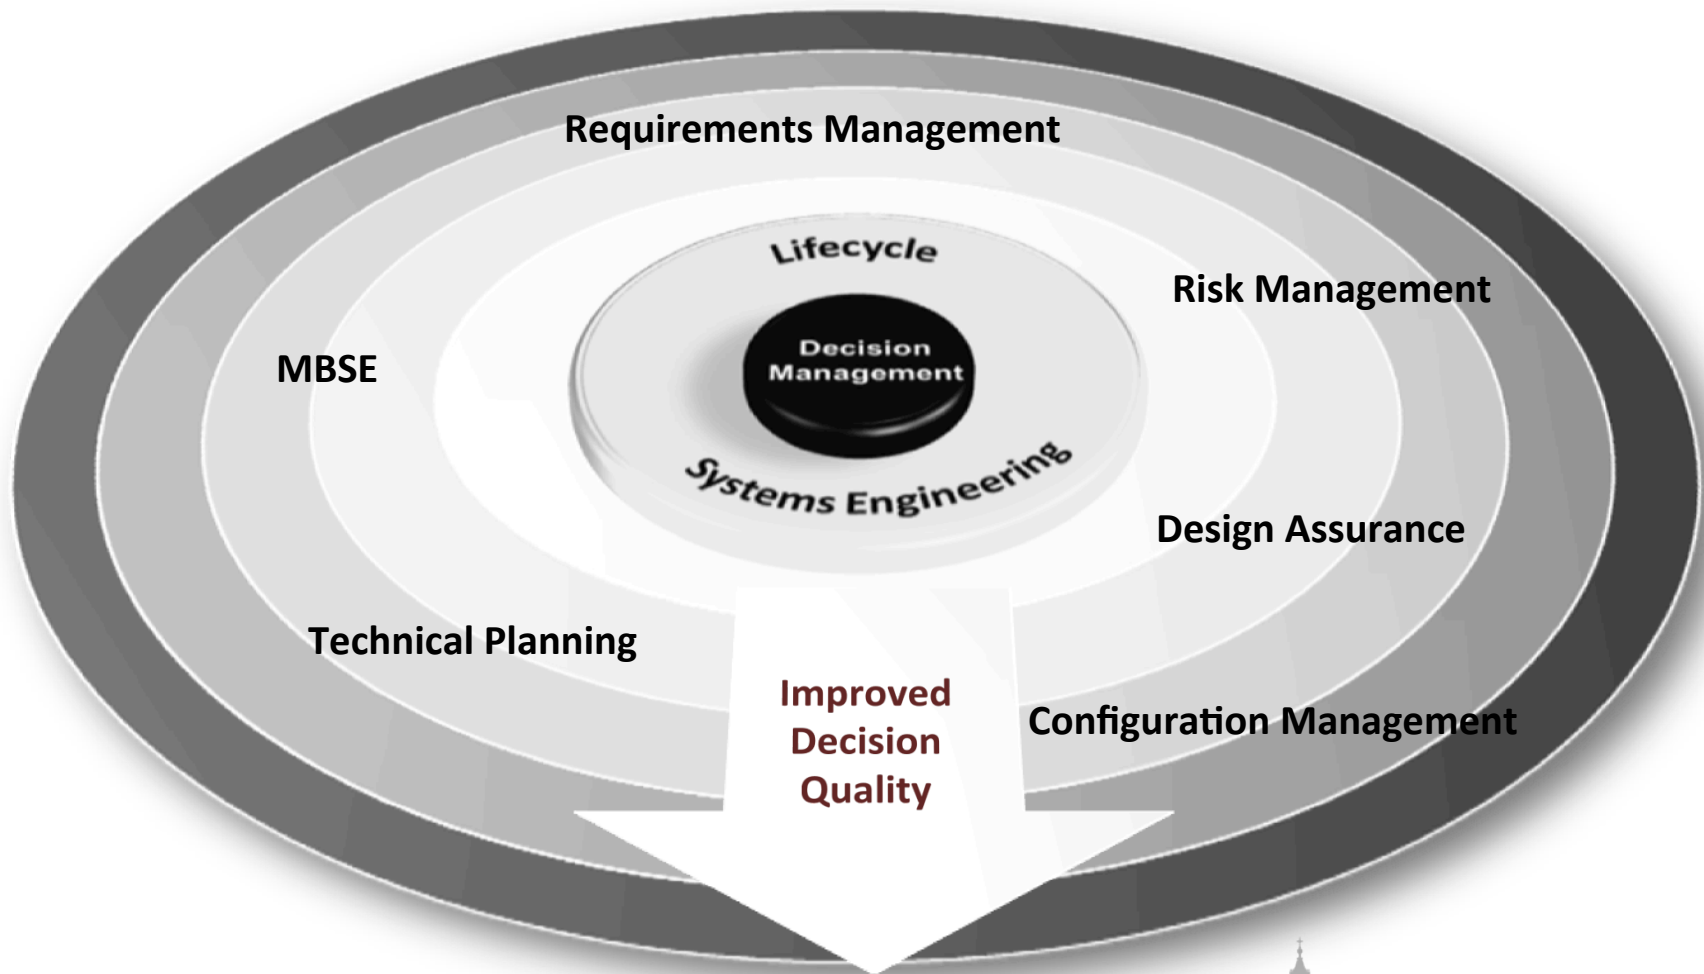 Requirements Management
Lifecycle
Risk Management
Decision
Management
MBSE
Systems Engineering
Design Assurance
Technical Planning
Improved
Decision
Quality
Configuration Management